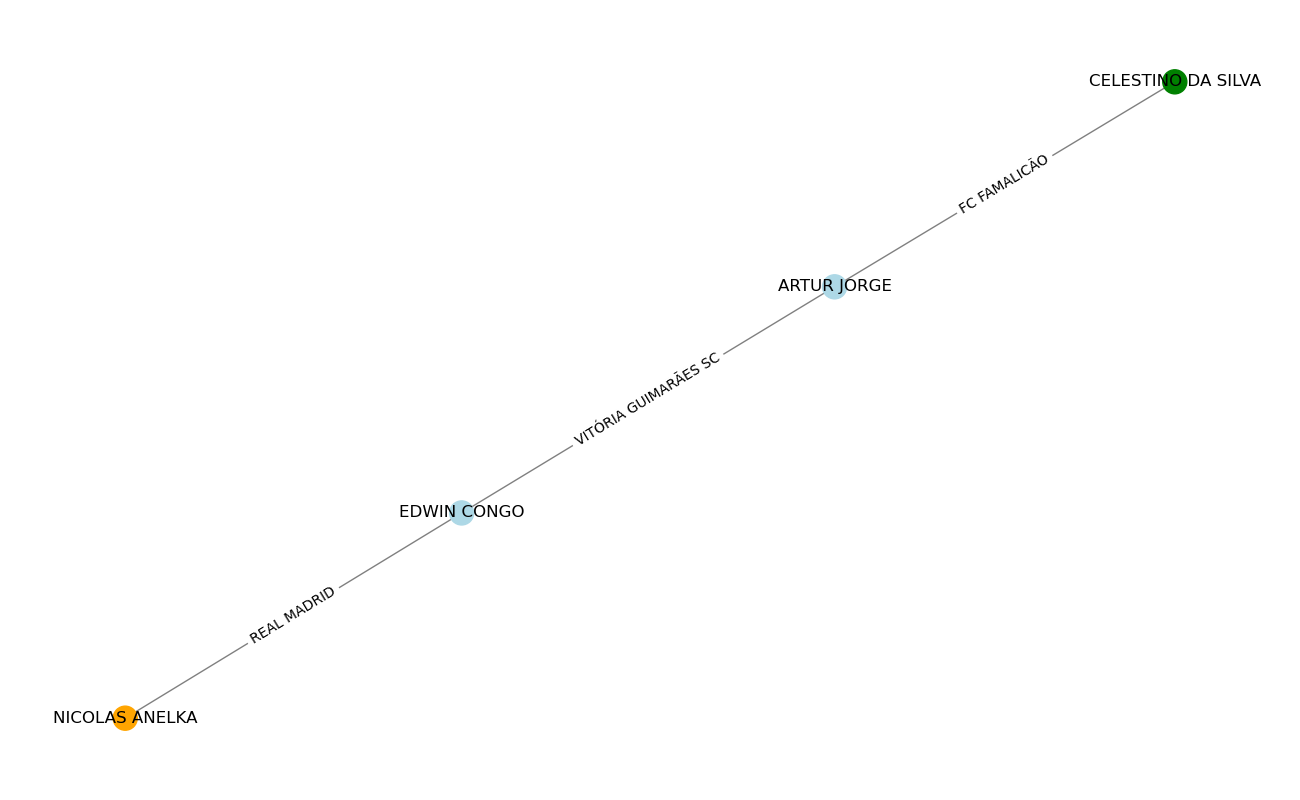 CELESTINO DA SILVA
FC FAMALICÃO
ARTUR JORGE
VITÓRIA GUIMARÃES SC
EDWIN CONGO
REAL MADRID
NICOLAS ANELKA